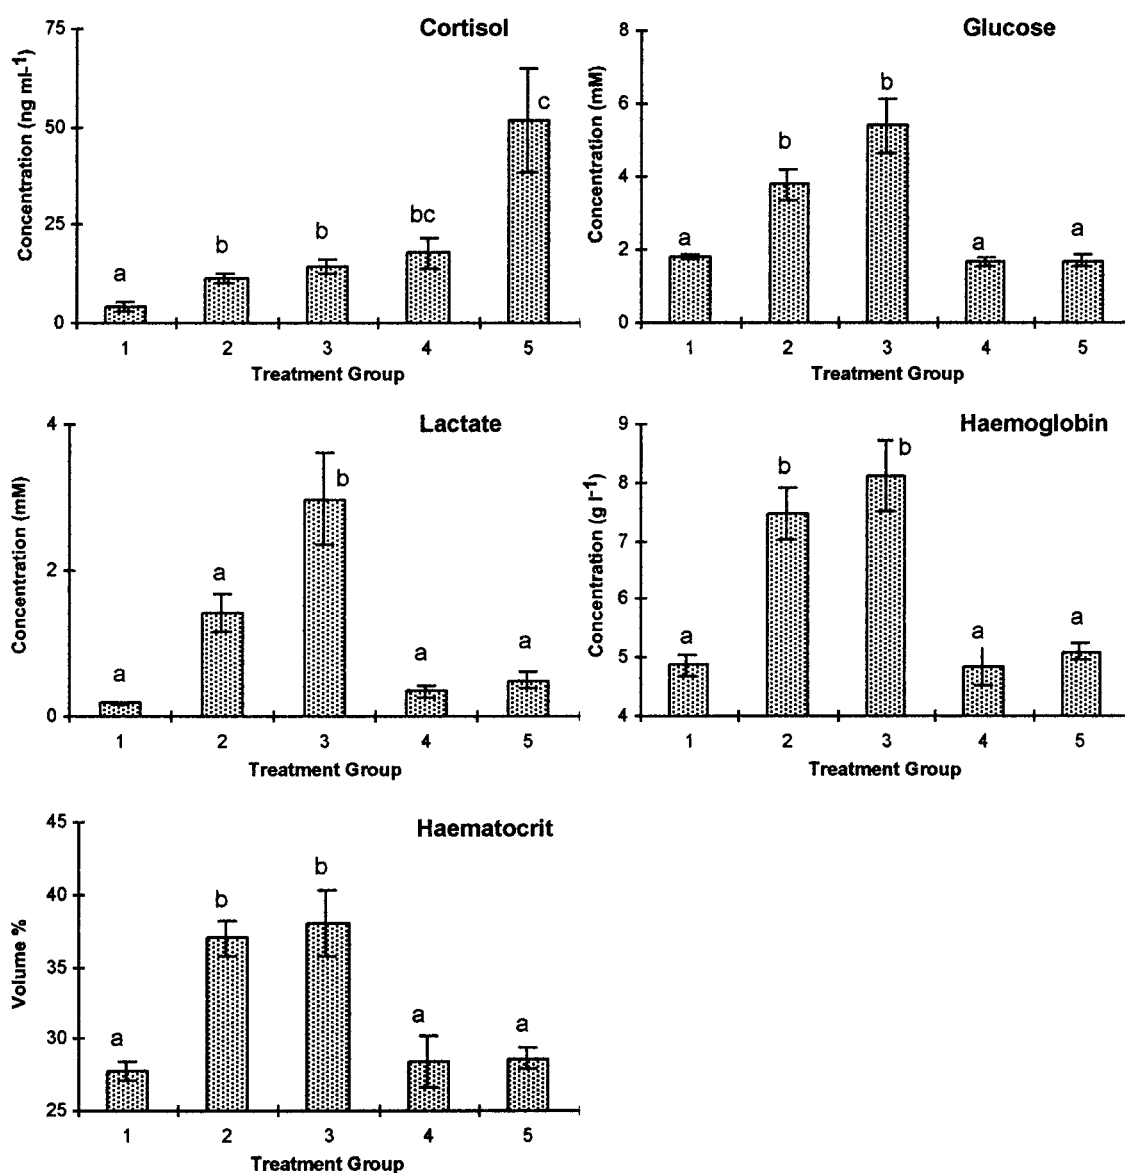 Cortisol
Concentration (ng ml-1)
75
50
25
0
a
b
b
bc
c
1 2 3 4 5
Treatment Group
Glucose
Concentration (mM)
8
6
4
2
0
a
b
b
a
a
1 2 3 4 5
Treatment Group
Lactate
Concentration (mM)
4
2
0
a
a
b
a
a
1 2 3 4 5
Treatment Group
Haemoglobin
Concentration (g l-1)
9
8
7
6
5
4
a
b
b
a
a
1 2 3 4 5
Treatment Group
Haematocrit
Volume %
45
40
35
30
25
a
b
b
a
a
1 2 3 4 5
Treatment Group